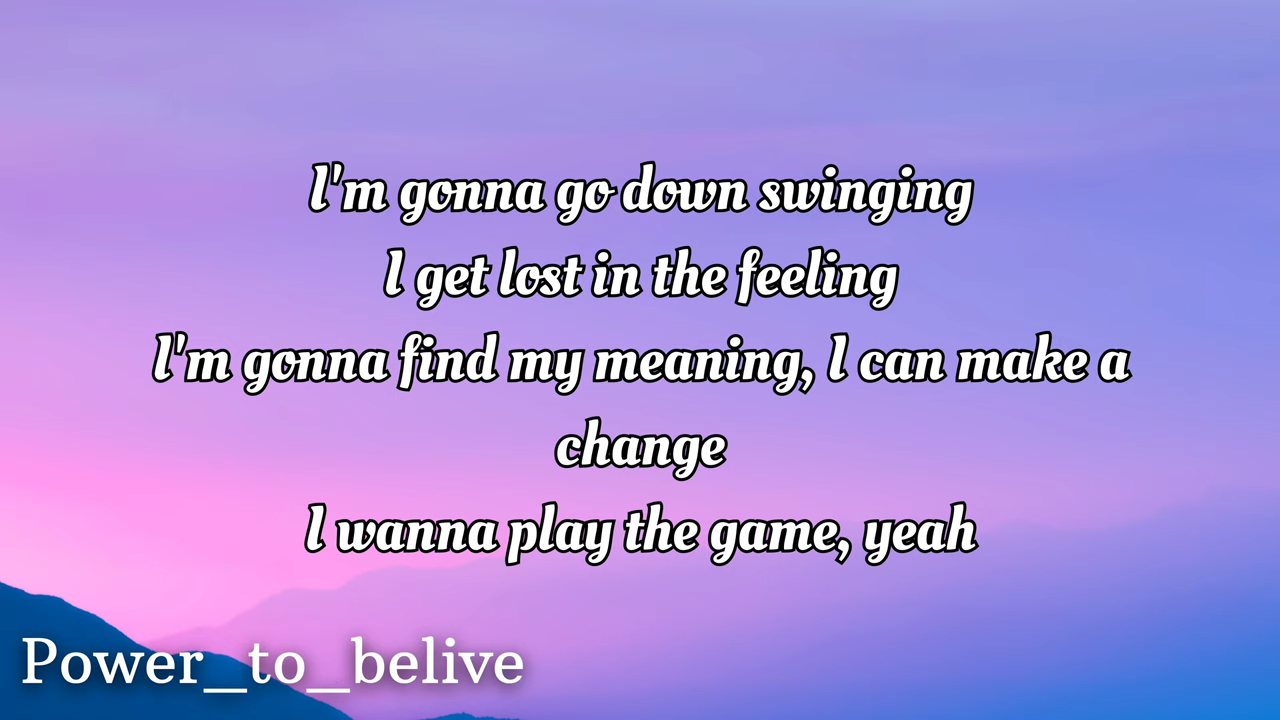 I'm gonna go down swinging
I get lost in the feeling
I'm gonna find my meaning, I can make a
change
I wanna play the game, yeah
Power_to_belive